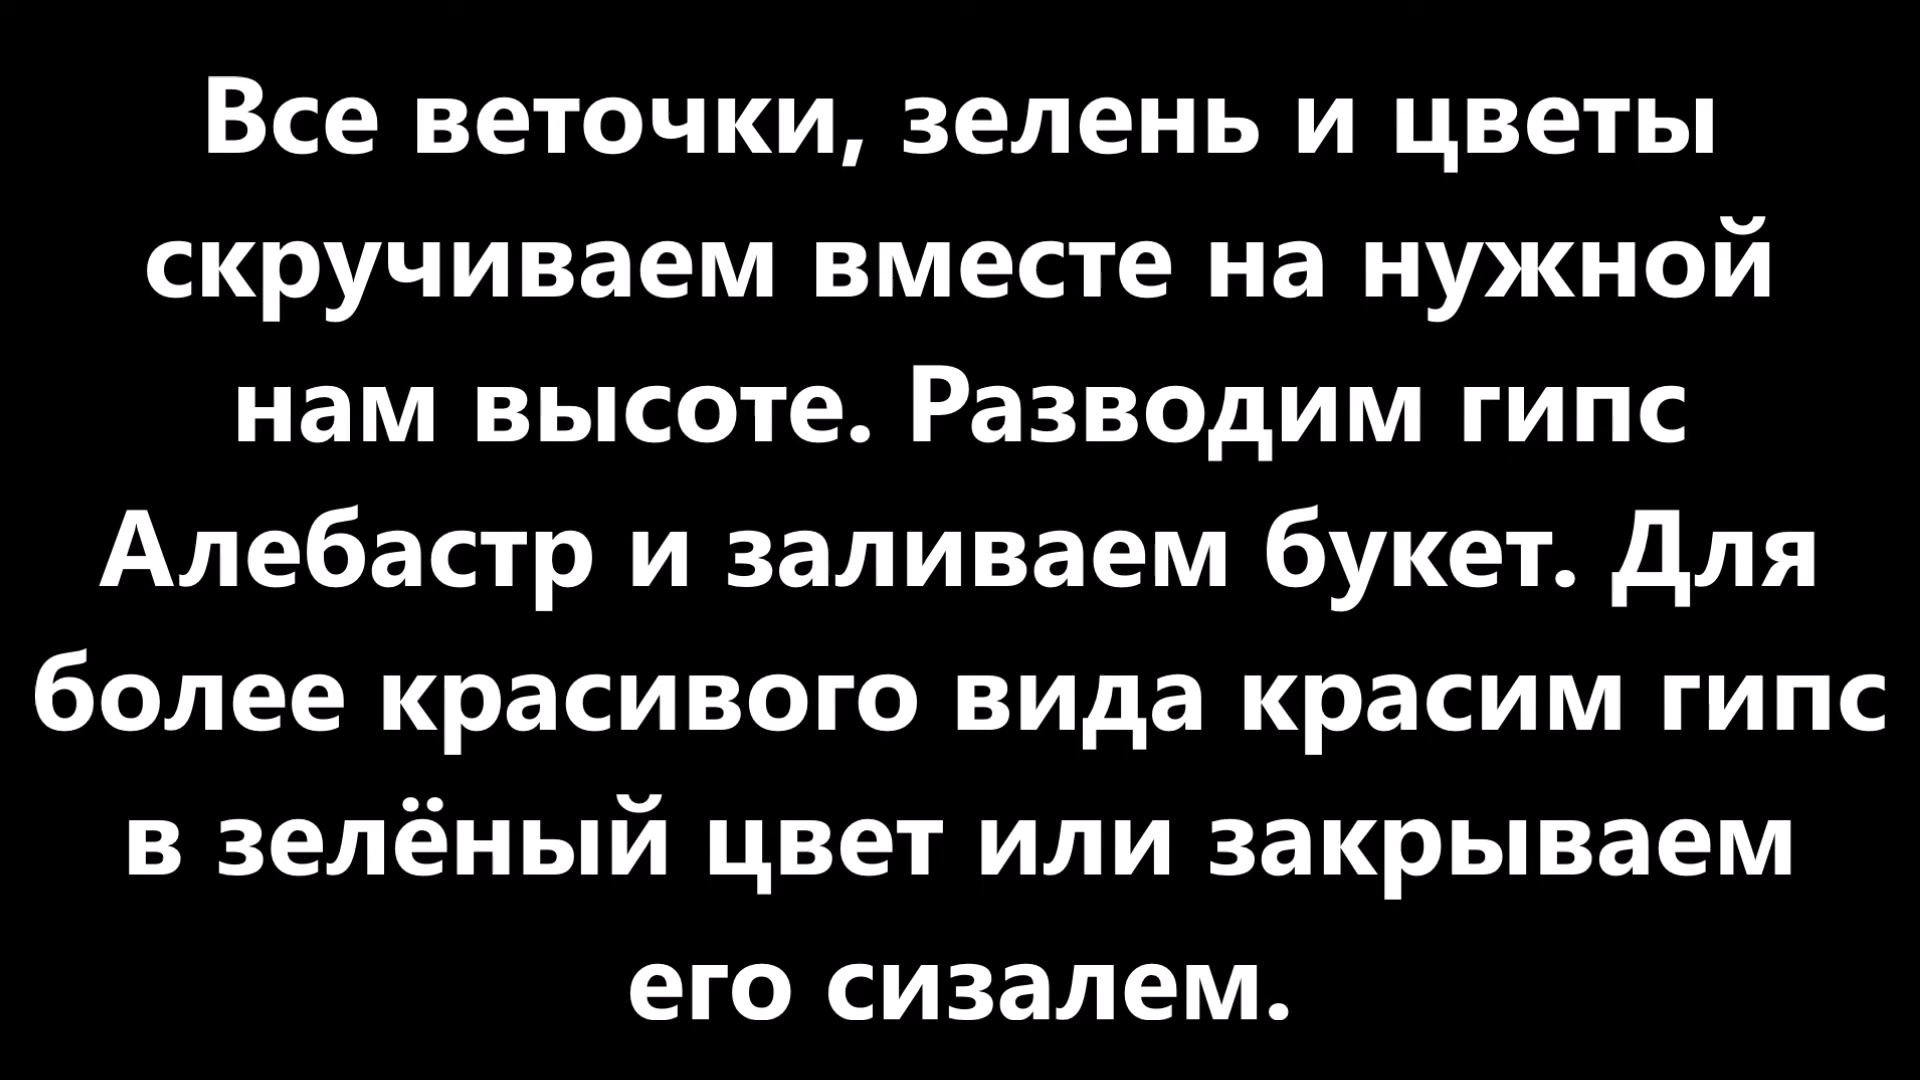 Все веточки, зелень и цветы
скручиваем вместе на нужной
нам высоте. Разводим гипс
Алебастр и заливаем букет. Для
более красивого вида красим гипс
в зелёный цвет или закрываем
его сизалем.